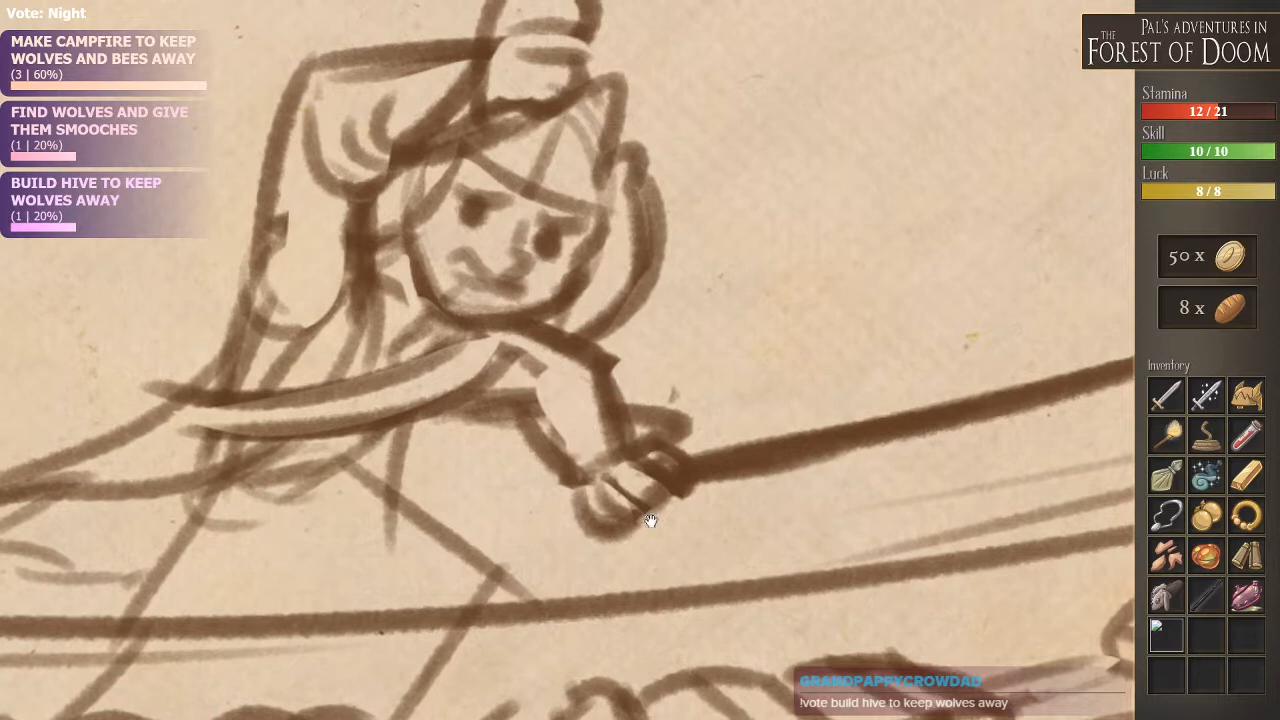 Vote: Night
MAKE CAMPFIRE TO KEEP
WOLVES AND BEES AWAY
(3 | 60%)
FIND WOLVES AND GIVE
THEM SMOOCHES
(1 | 20%)
BUILD HIVE TO KEEP
WOLVES AWAY
(1 | 20%)
PAL'S ADVENTURES IN
THE FOREST OF DOOM
Stamina
12 / 21
Skill
10 / 10
Luck
8 / 8
50 x
8 x
Inventory
GRANDPAPPYCROWDAD
!vote build hive to keep wolves away